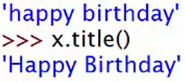 'happy birthday'
>>> x.title()
'Happy Birthday'